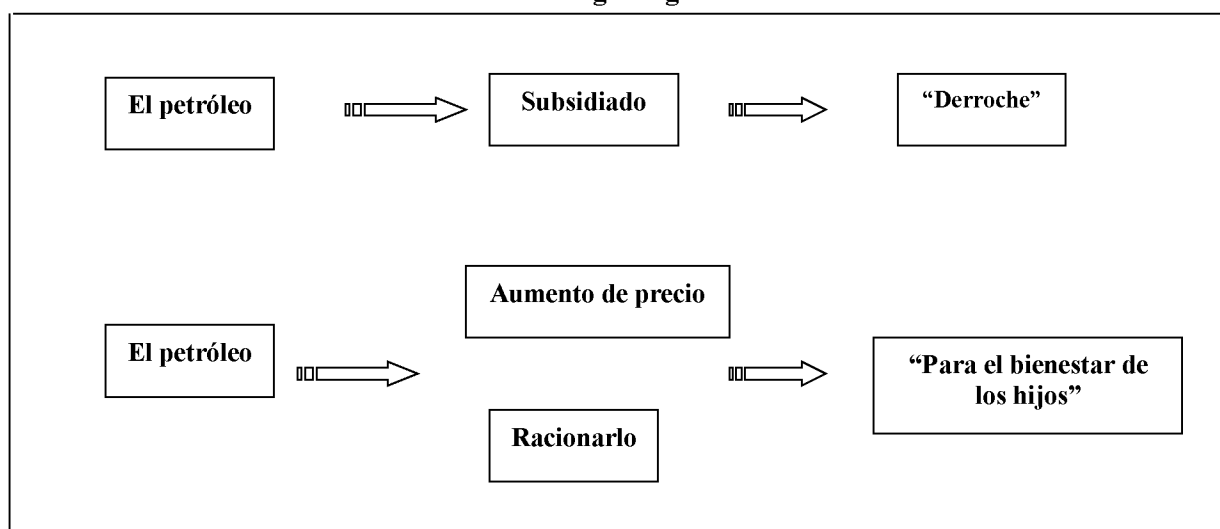 El petróleo
Subsidiado
“Derroche”
Aumento de precio
El petróleo
“Para el bienestar de
los hijos”
Racionarlo